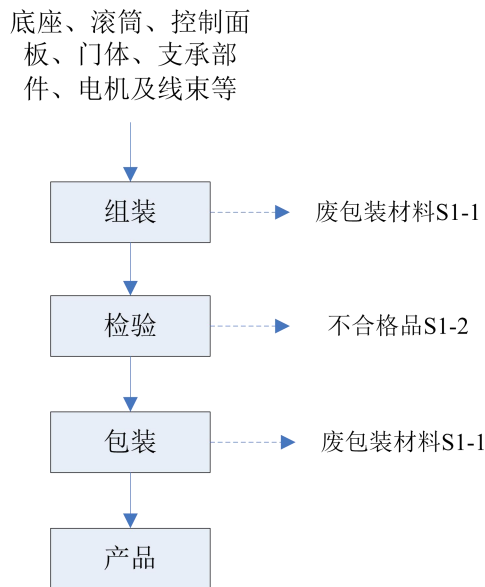 底座、滚筒、控制面
板、门体、支承部
件、电机及线束等
组装
废包装材料S1-1
检验
不合格品S1-2
包装
废包装材料S1-1
产品